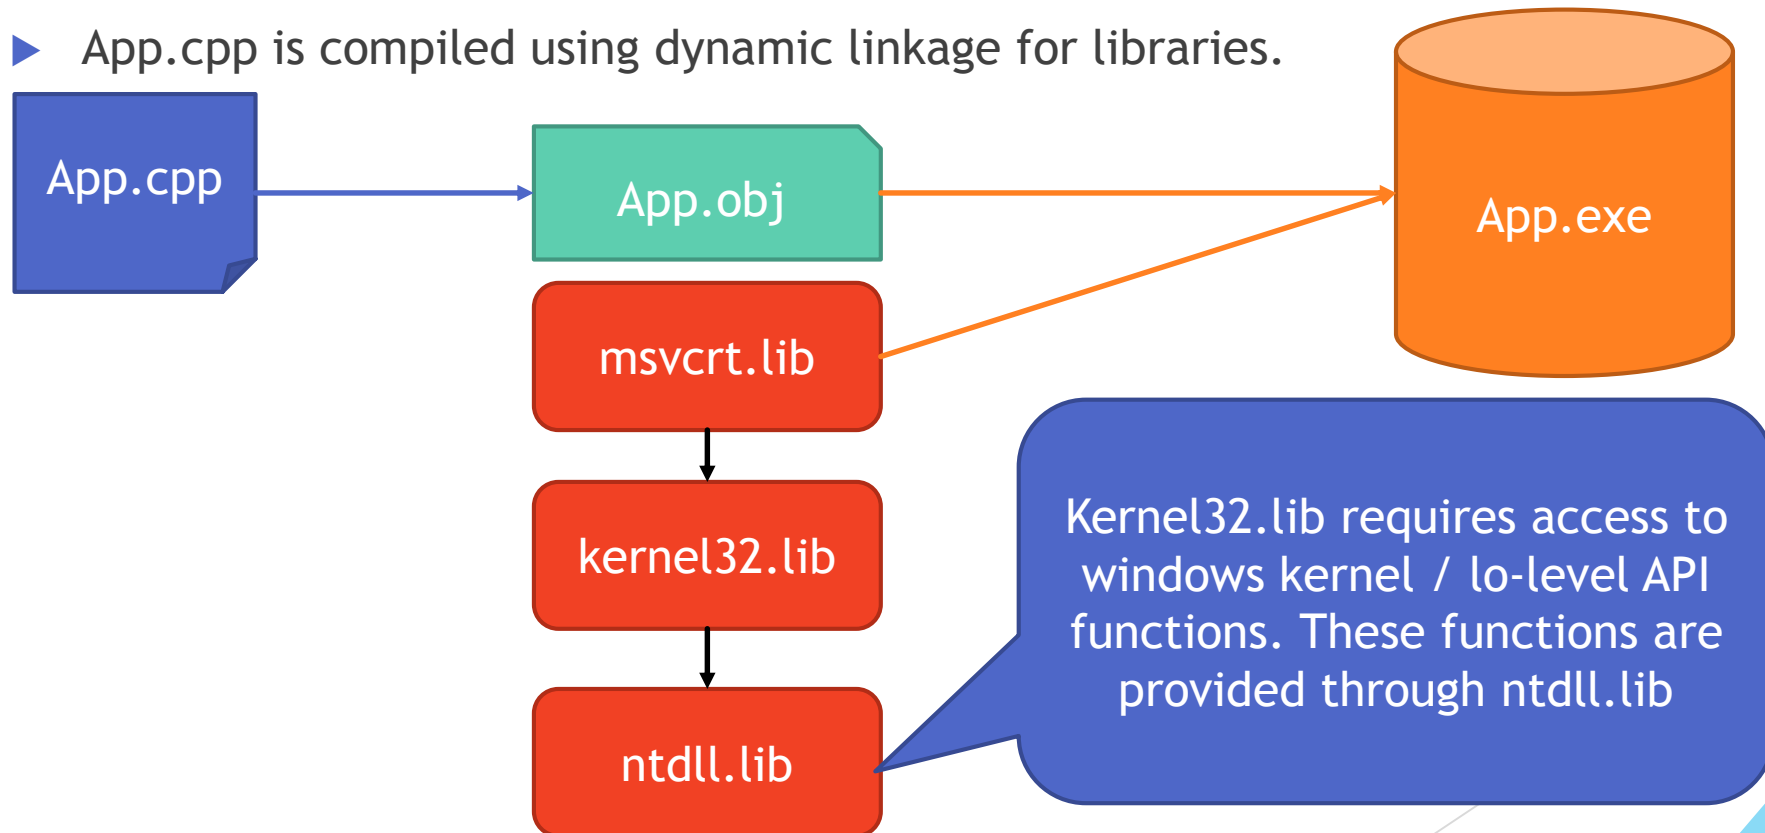 App.cpp is compiled using dynamic linkage for libraries.
App.cpp
App.obj
App.exe
msvcrt.lib
kernel32.lib
Kernel32.lib requires access to
windows kernel / lo-level API
functions. These functions are
provided through ntdll.lib
ntdll.lib